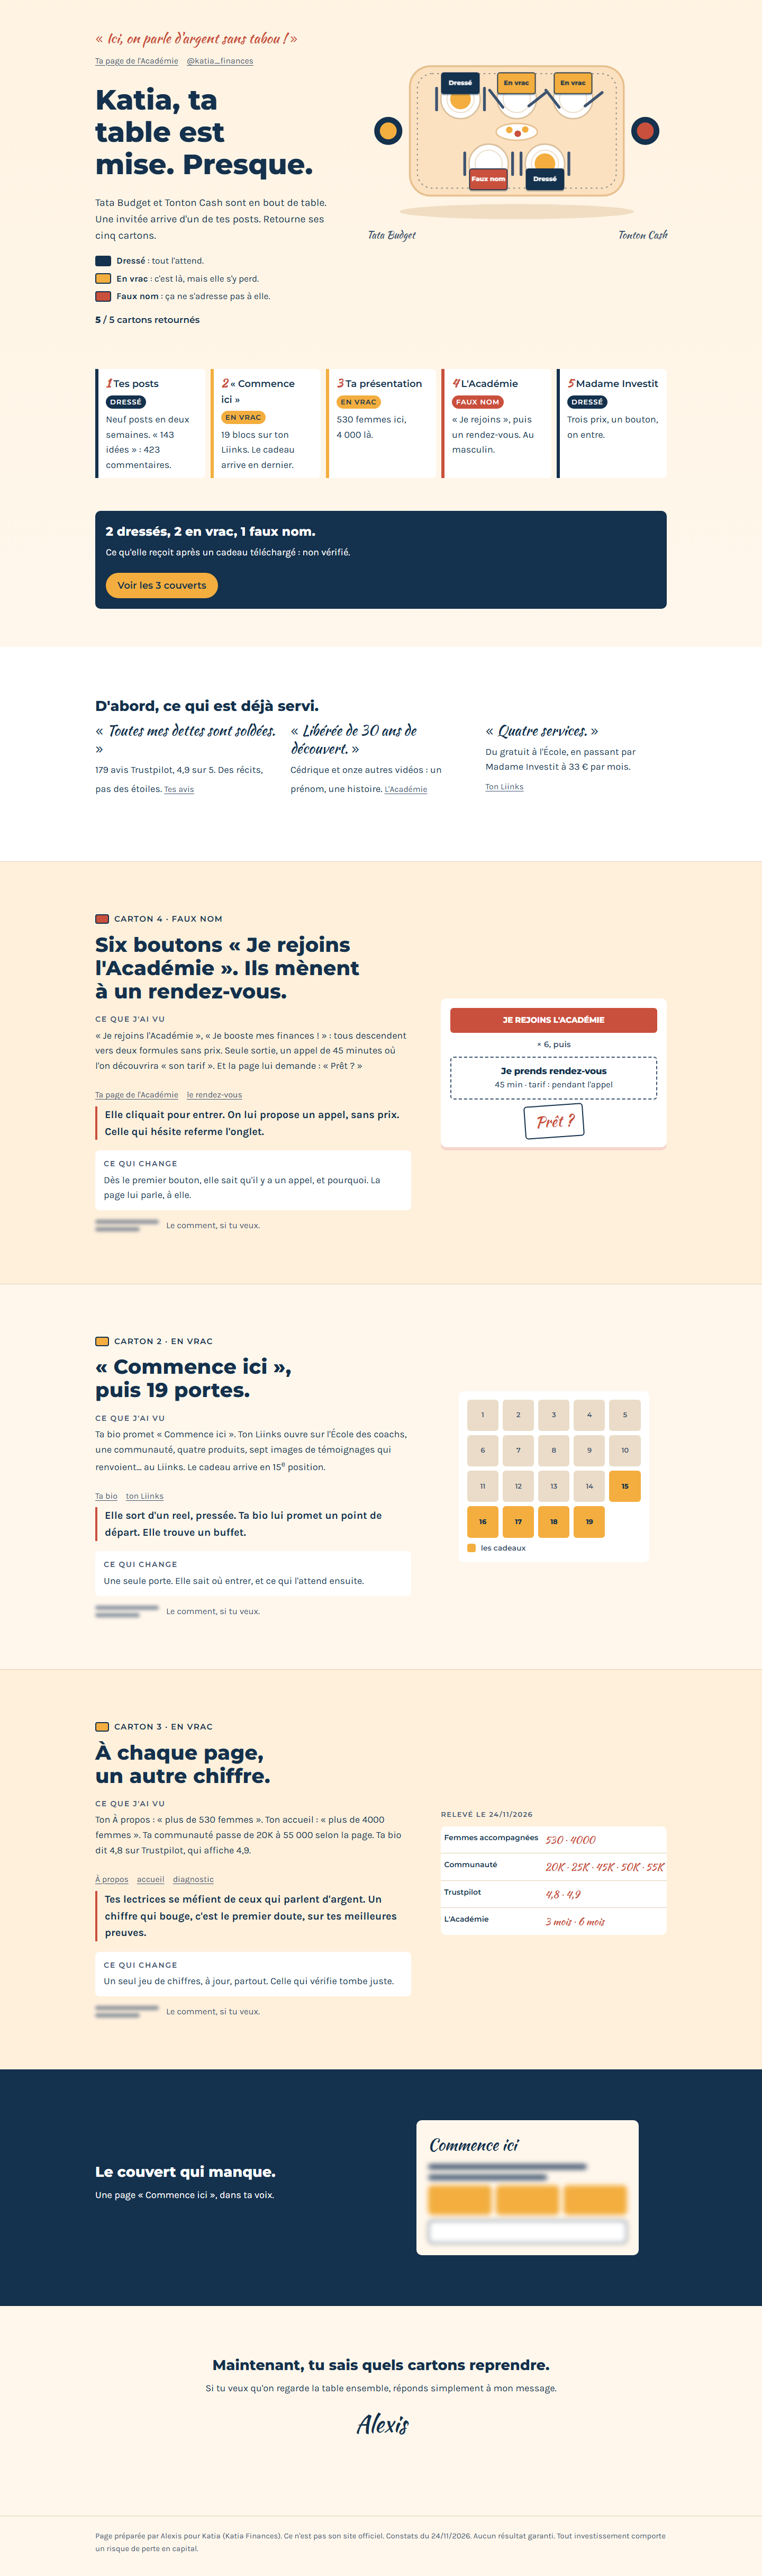 « Ici, on parle d'argent sans tabou ! »
Ta page de l'Académie @katia_finances
Katia, ta
table est
mise. Presque.
Tata Budget et Tonton Cash sont en bout de table.
Une invitée arrive d'un de tes posts. Retourne ses
cinq cartons.
Dressé : tout l'attend.
En vrac : c'est là, mais elle s'y perd.
Faux nom : ça ne s'adresse pas à elle.
5 / 5 cartons retournés
Dressé
En vrac
En vrac
Faux nom
Dressé
Tata Budget
Tonton Cash
1 Tes posts
DRESSÉ
Neuf posts en deux
semaines. « 143
idées » : 423
commentaires.
2 « Commence
ici »
EN VRAC
19 blocs sur ton
Liinks. Le cadeau
arrive en dernier.
3 Ta présentation
EN VRAC
530 femmes ici,
4 000 là.
4 L'Académie
FAUX NOM
« Je rejoins », puis
un rendez-vous. Au
masculin.
5 Madame Investit
DRESSÉ
Trois prix, un bouton,
on entre.
2 dressés, 2 en vrac, 1 faux nom.
Ce qu'elle reçoit après un cadeau téléchargé : non vérifié.
Voir les 3 couverts
D'abord, ce qui est déjà servi.
« Toutes mes dettes sont soldées.
»
179 avis Trustpilot, 4,9 sur 5. Des récits,
pas des étoiles. Tes avis
« Libérée de 30 ans de
découvert. »
Cédrique et onze autres vidéos : un
prénom, une histoire. L'Académie
« Quatre services. »
Du gratuit à l'École, en passant par
Madame Investit à 33 € par mois.
Ton Liinks
CARTON 4 · FAUX NOM
Six boutons « Je rejoins
l'Académie ». Ils mènent
à un rendez-vous.
CE QUE J'AI VU
« Je rejoins l'Académie », « Je booste mes finances ! » : tous descendent
vers deux formules sans prix. Seule sortie, un appel de 45 minutes où
l'on découvrira « son tarif ». Et la page lui demande : « Prêt ? »
Ta page de l'Académie le rendez-vous
Elle cliquait pour entrer. On lui propose un appel, sans prix.
Celle qui hésite referme l'onglet.
CE QUI CHANGE
Dès le premier bouton, elle sait qu'il y a un appel, et pourquoi. La
page lui parle, à elle.
Le comment, si tu veux.
JE REJOINS L'ACADÉMIE
× 6, puis
Je prends rendez-vous
45 min · tarif : pendant l'appel
Prêt ?
CARTON 2 · EN VRAC
« Commence ici »,
puis 19 portes.
CE QUE J'AI VU
Ta bio promet « Commence ici ». Ton Liinks ouvre sur l'École des coachs,
une communauté, quatre produits, sept images de témoignages qui
renvoient… au Liinks. Le cadeau arrive en 15e position.
Ta bio ton Liinks
Elle sort d'un reel, pressée. Ta bio lui promet un point de
départ. Elle trouve un buffet.
CE QUI CHANGE
Une seule porte. Elle sait où entrer, et ce qui l'attend ensuite.
Le comment, si tu veux.
1 2 3 4 5
6 7 8 9 10
11 12 13 14 15
16 17 18 19
les cadeaux
CARTON 3 · EN VRAC
À chaque page,
un autre chiffre.
CE QUE J'AI VU
Ton À propos : « plus de 530 femmes ». Ton accueil : « plus de 4000
femmes ». Ta communauté passe de 20K à 55 000 selon la page. Ta bio
dit 4,8 sur Trustpilot, qui affiche 4,9.
À propos accueil diagnostic
Tes lectrices se méfient de ceux qui parlent d'argent. Un
chiffre qui bouge, c'est le premier doute, sur tes meilleures
preuves.
CE QUI CHANGE
Un seul jeu de chiffres, à jour, partout. Celle qui vérifie tombe juste.
Le comment, si tu veux.
RELEVÉ LE 24/11/2026
Femmes accompagnées 530 · 4000
Communauté 20K · 25K · 45K · 50K · 55K
Trustpilot 4,8 · 4,9
L'Académie 3 mois · 6 mois
Le couvert qui manque.
Une page « Commence ici », dans ta voix.
Commence ici
Maintenant, tu sais quels cartons reprendre.
Si tu veux qu'on regarde la table ensemble, réponds simplement à mon message.
Alexis
Page préparée par Alexis pour Katia (Katia Finances). Ce n'est pas son site officiel. Constats du 24/11/2026. Aucun résultat garanti. Tout investissement comporte
un risque de perte en capital.